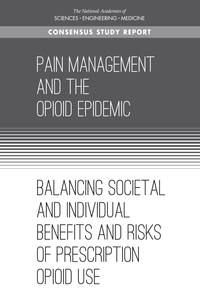 The National Academies of
SCIENCES • ENGINEERING • MEDICINE
CONSENSUS STUDY REPORT
PAIN MANAGEMENT
AND THE
OPIOID EPIDEMIC
BALANCING SOCIETAL
AND INDIVIDUAL
BENEFITS AND RISKS
OF PRESCRIPTION
OPIOID USE